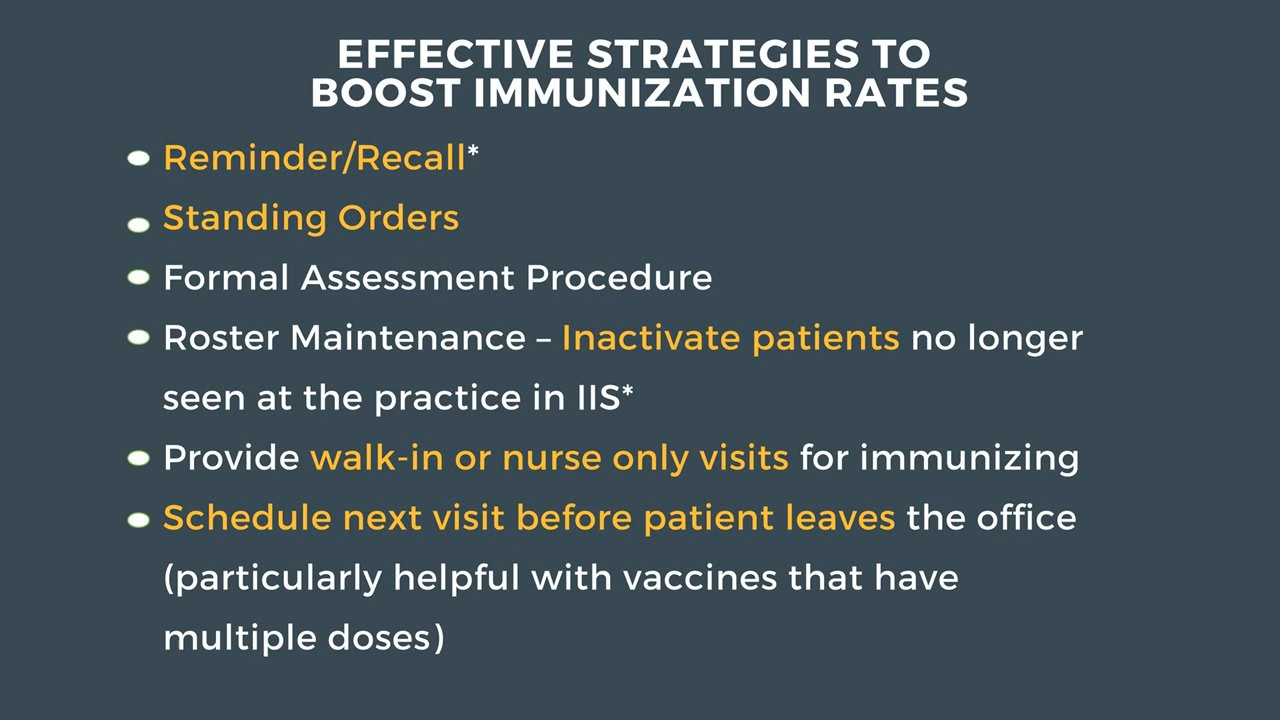 EFFECTIVE STRATEGIES TO
BOOST IMMUNIZATION RATES
Reminder/Recall*
Standing Orders
Formal Assessment Procedure
Roster Maintenance – Inactivate patients no longer
seen at the practice in IIS*
Provide walk-in or nurse only visits for immunizing
Schedule next visit before patient leaves the office
(particularly helpful with vaccines that have
multiple doses)